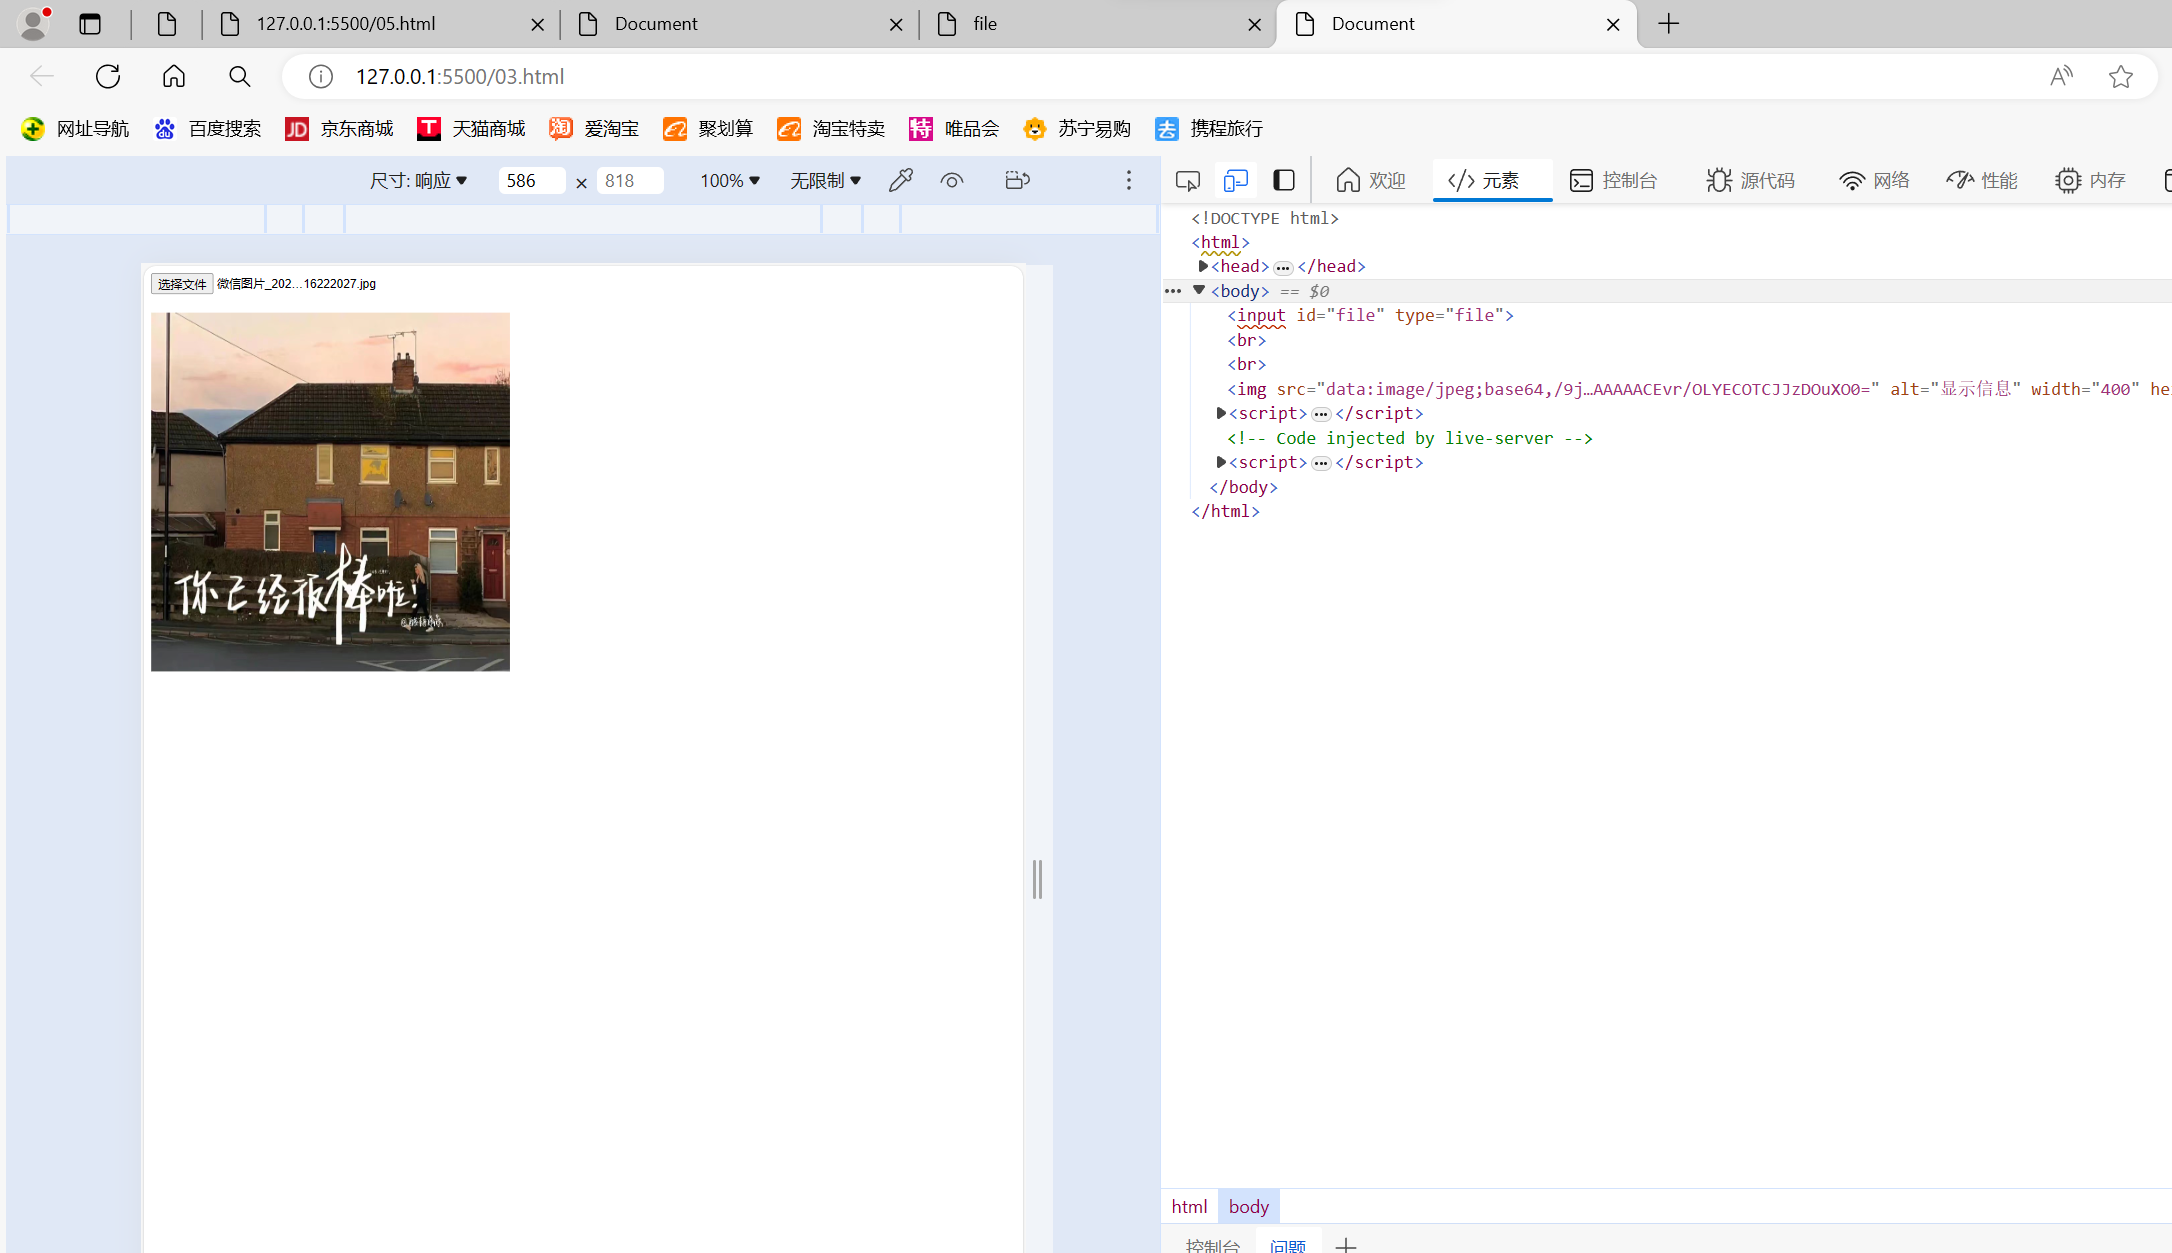 127.0.0.1:5500/05.html
Document
file
Document
127.0.0.1:5500/03.html
网址导航
百度搜索
JD 京东商城
T 天猫商城
淘 爱淘宝
聚划算
淘宝特卖
特 唯品会
苏宁易购
去 携程旅行
尺寸: 响应 586 × 818 100% 无限制
欢迎 </> 元素 控制台 源代码 网络 性能 内存
选择文件 微信图片_202...16222027.jpg
你已经很棒啦!
<!DOCTYPE html>
<html>
<head>…</head>
<body> == $0
<input id="file" type="file">
<br>
<br>
<img src="data:image/jpeg;base64,/9j…AAAAACEvr/OLYECOTCJJzDOuXO0=" alt="显示信息" width="400" he
<script>…</script>
<!-- Code injected by live-server -->
<script>…</script>
</body>
</html>
html body
控制台 问题